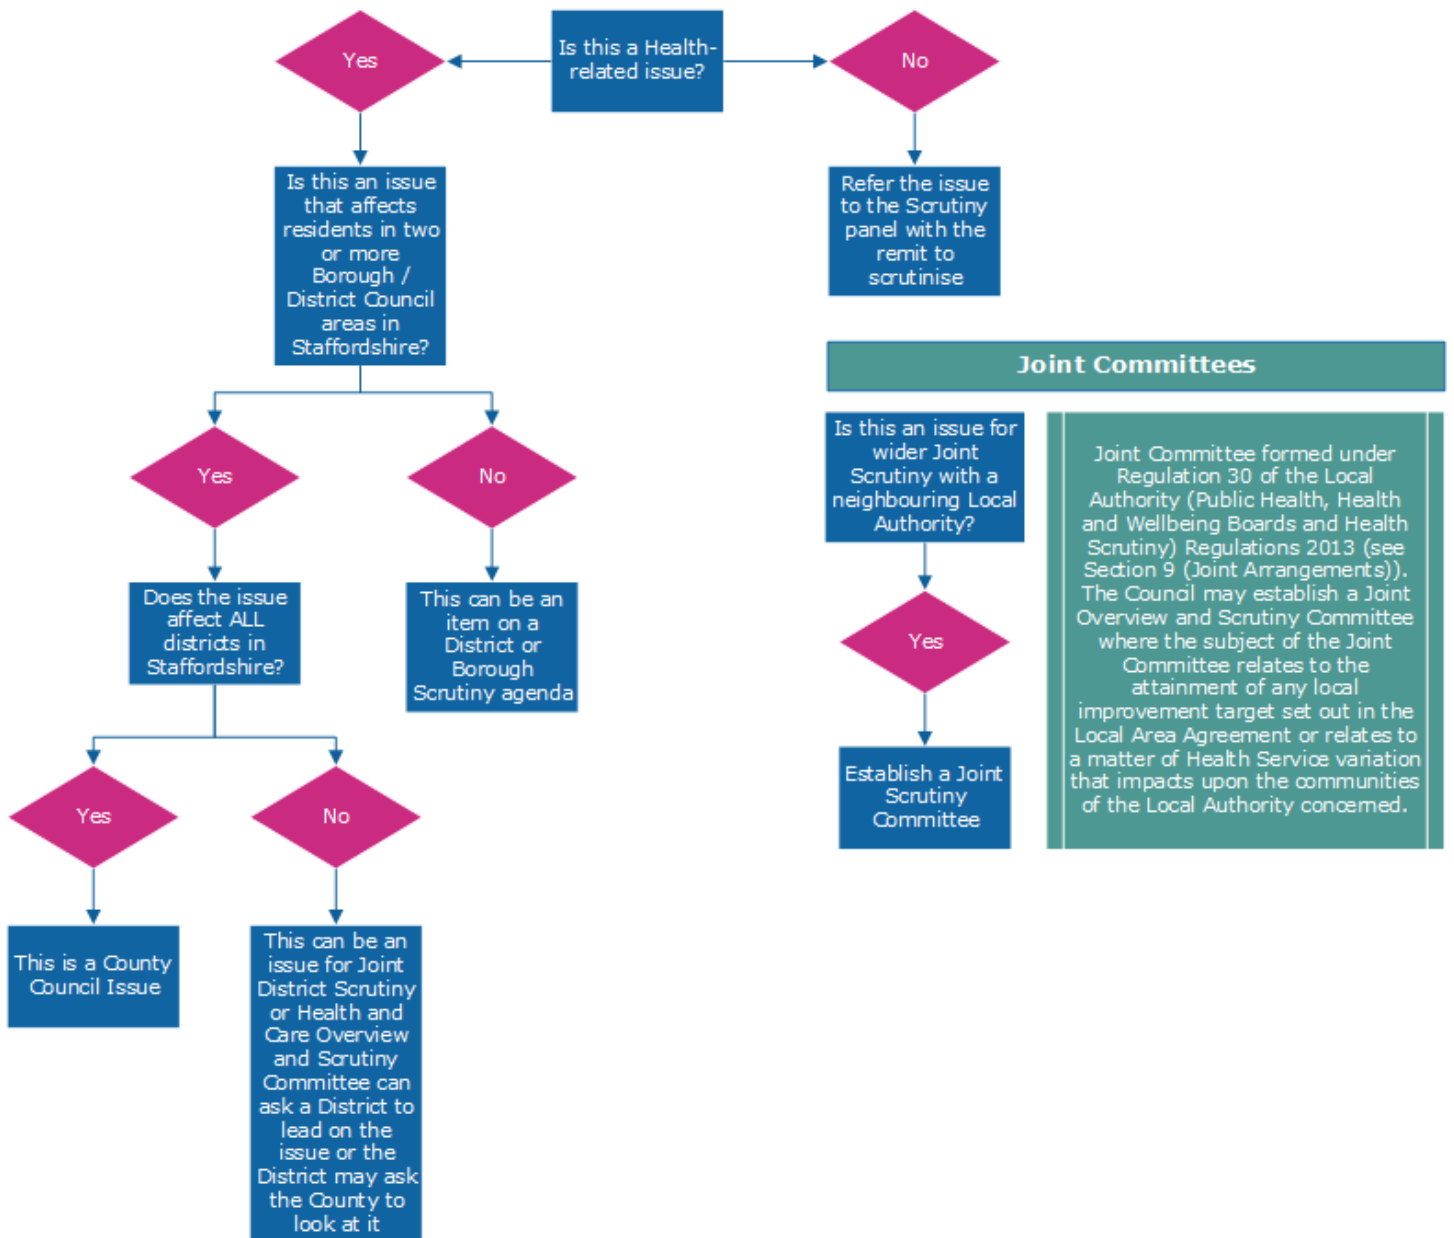 Is this a Health-
related issue?
Yes
No
Is this an issue
that affects
residents in two
or more
Borough /
District Council
areas in
Staffordshire?
Refer the issue
to the Scrutiny
panel with the
remit to
scrutinise
Yes
No
Does the issue
affect ALL
districts in
Staffordshire?
This can be an
item on a
District or
Borough
Scrutiny agenda
Yes
No
This is a County
Council Issue
This can be an
issue for Joint
District Scrutiny
or Health and
Care Overview
and Scrutiny
Committee can
ask a District to
lead on the
issue or the
District may ask
the County to
look at it
Joint Committees
Is this an issue for
wider Joint
Scrutiny with a
neighbouring Local
Authority?
Yes
Establish a Joint
Scrutiny
Committee
Joint Committee formed under
Regulation 30 of the Local
Authority (Public Health, Health
and Wellbeing Boards and Health
Scrutiny) Regulations 2013 (see
Section 9 (Joint Arrangements)).
The Council may establish a Joint
Overview and Scrutiny Committee
where the subject of the Joint
Committee relates to the
attainment of any local
improvement target set out in the
Local Area Agreement or relates to
a matter of Health Service variation
that impacts upon the communities
of the Local Authority concerned.